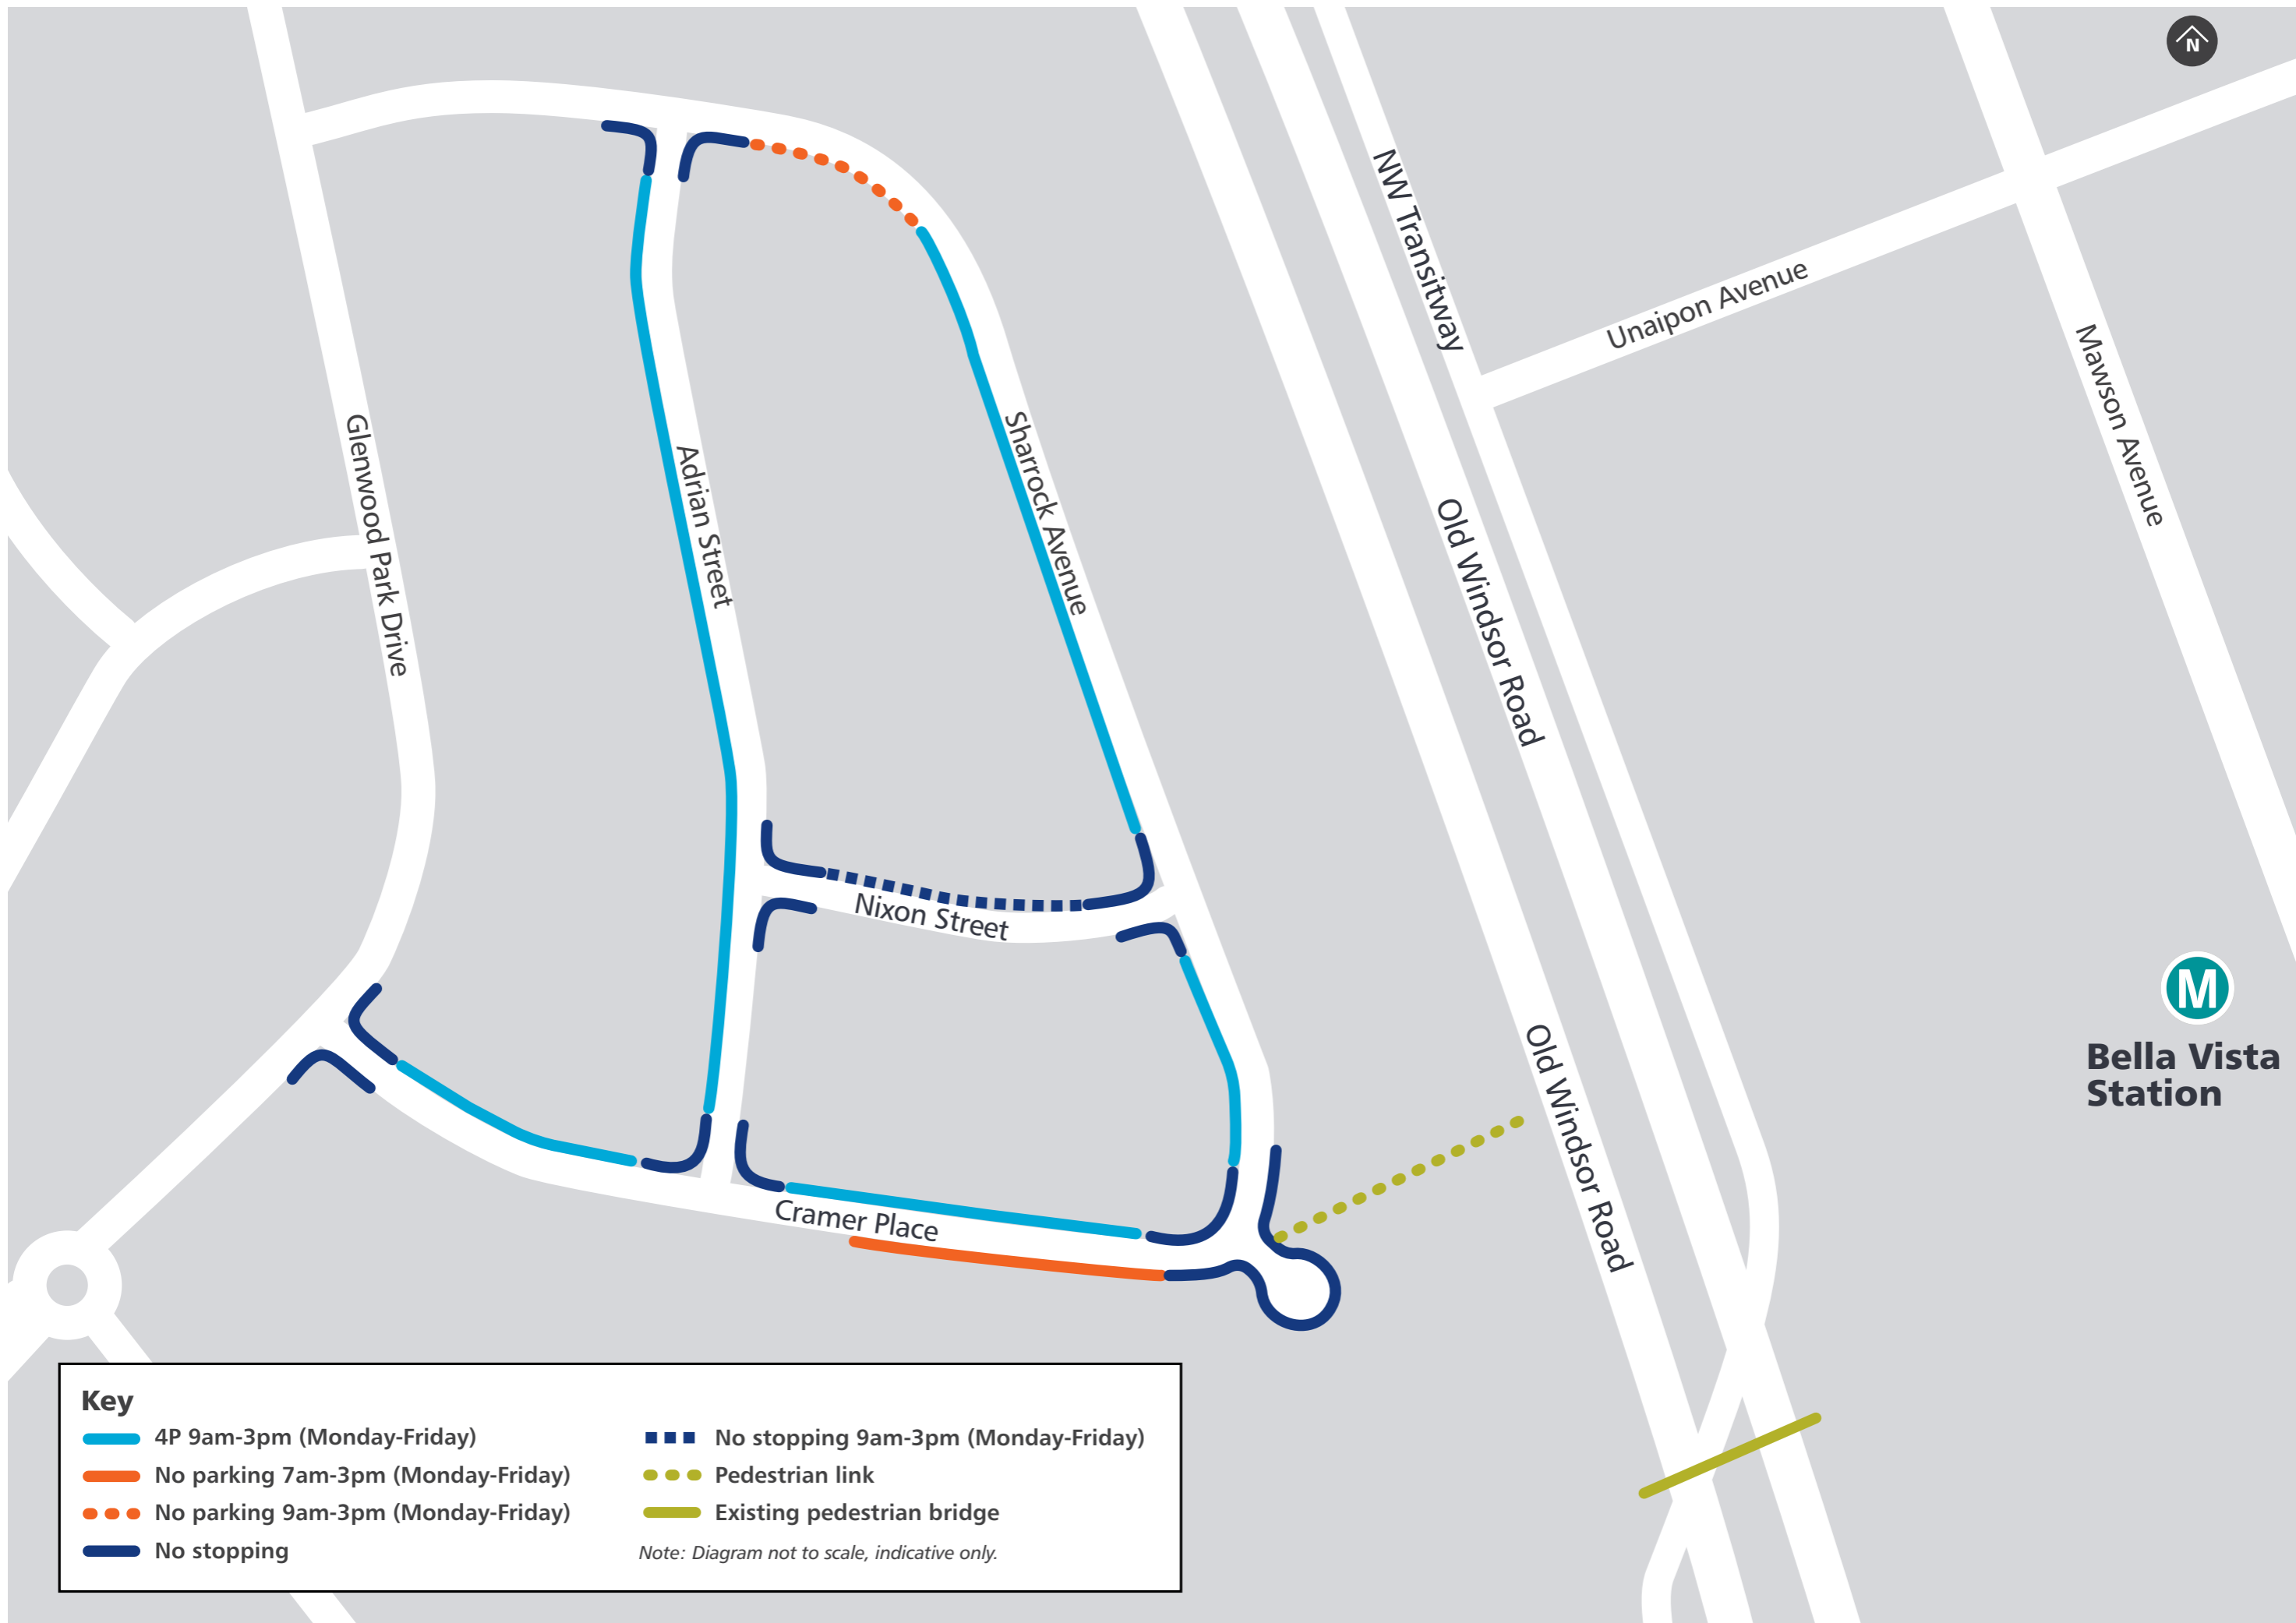 N
NW Transitway
Unaipon Avenue
Mawson Avenue
Glenwood Park Drive
Adrian Street
Sharrock Avenue
Old Windsor Road
Nixon Street
M
Bella Vista
Station
Old Windsor Road
Cramer Place
Key
4P 9am-3pm (Monday-Friday)
No parking 7am-3pm (Monday-Friday)
No parking 9am-3pm (Monday-Friday)
No stopping
No stopping 9am-3pm (Monday-Friday)
Pedestrian link
Existing pedestrian bridge
Note: Diagram not to scale, indicative only.